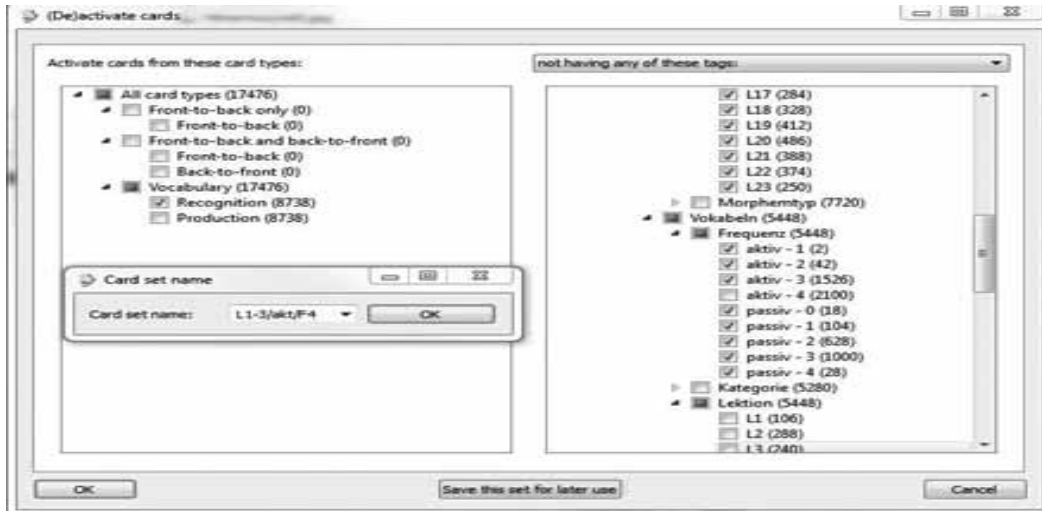 (De)activate cards
Activate cards from these card types:
All card types (17476)
Front-to-back only (0)
Front-to-back (0)
Front-to-back and back-to-front (0)
Front-to-back (0)
Back-to-front (0)
Vocabulary (17476)
Recognition (8738)
Production (8738)
Card set name
Card set name:
L1-3/akt/F4
OK
not having any of these tags:
L17 (284)
L18 (328)
L19 (412)
L20 (486)
L21 (388)
L22 (374)
L23 (250)
Morphemtyp (7720)
Vokabeln (5448)
Frequenz (5448)
aktiv - 1 (2)
aktiv - 2 (42)
aktiv - 3 (1526)
aktiv - 4 (2100)
passiv - 0 (18)
passiv - 1 (104)
passiv - 2 (628)
passiv - 3 (1000)
passiv - 4 (28)
Kategorie (5280)
Lektion (5448)
L1 (106)
L2 (288)
L3 (240)
OK
Save this set for later use
Cancel